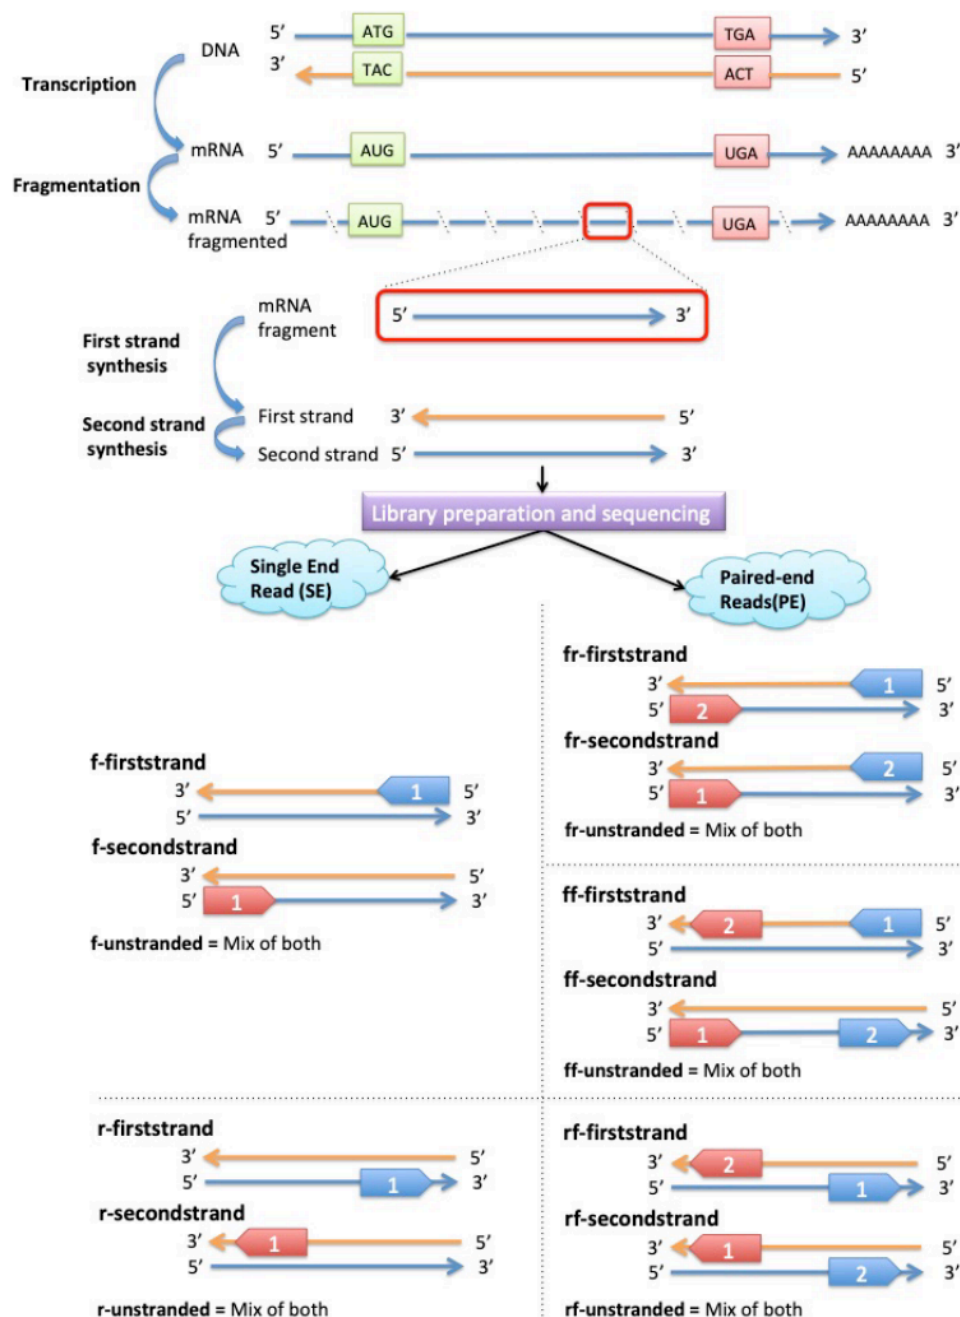 5’ ATG TGA 3’
DNA
3’ TAC ACT 5’
Transcription
mRNA 5’ AUG UGA AAAAAAAA 3’
Fragmentation
mRNA 5’ AUG UGA AAAAAAAA 3’
fragmented
mRNA
fragment
5’ 3’
First strand
synthesis
First strand 3’ 5’
Second strand
synthesis
Second strand 5’ 3’
Library preparation and sequencing
Single End
Read (SE)
Paired-end
Reads(PE)
fr-firststrand
3’ 1 5’
5’ 2 3’
fr-secondstrand
3’ 2 5’
5’ 1 3’
fr-unstranded = Mix of both
f-firststrand
3’ 1 5’
5’ 3’
f-secondstrand
3’ 5’
5’ 1 3’
f-unstranded = Mix of both
ff-firststrand
3’ 2 1 5’
5’ 3’
ff-secondstrand
3’ 5’
5’ 1 2 3’
ff-unstranded = Mix of both
r-firststrand
3’ 5’
5’ 1 3’
r-secondstrand
3’ 1 5’
5’ 3’
r-unstranded = Mix of both
rf-firststrand
3’ 2 5’
5’ 1 3’
rf-secondstrand
3’ 1 5’
5’ 2 3’
rf-unstranded = Mix of both